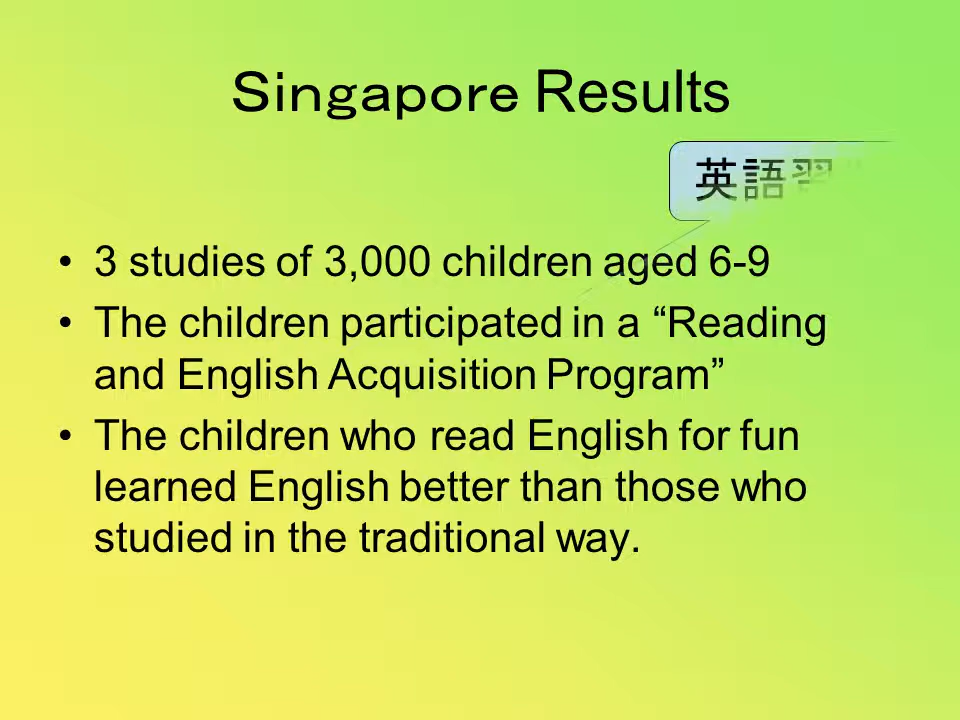 Singapore Results
英語習
• 3 studies of 3,000 children aged 6-9
• The children participated in a “Reading
and English Acquisition Program”
• The children who read English for fun
learned English better than those who
studied in the traditional way.